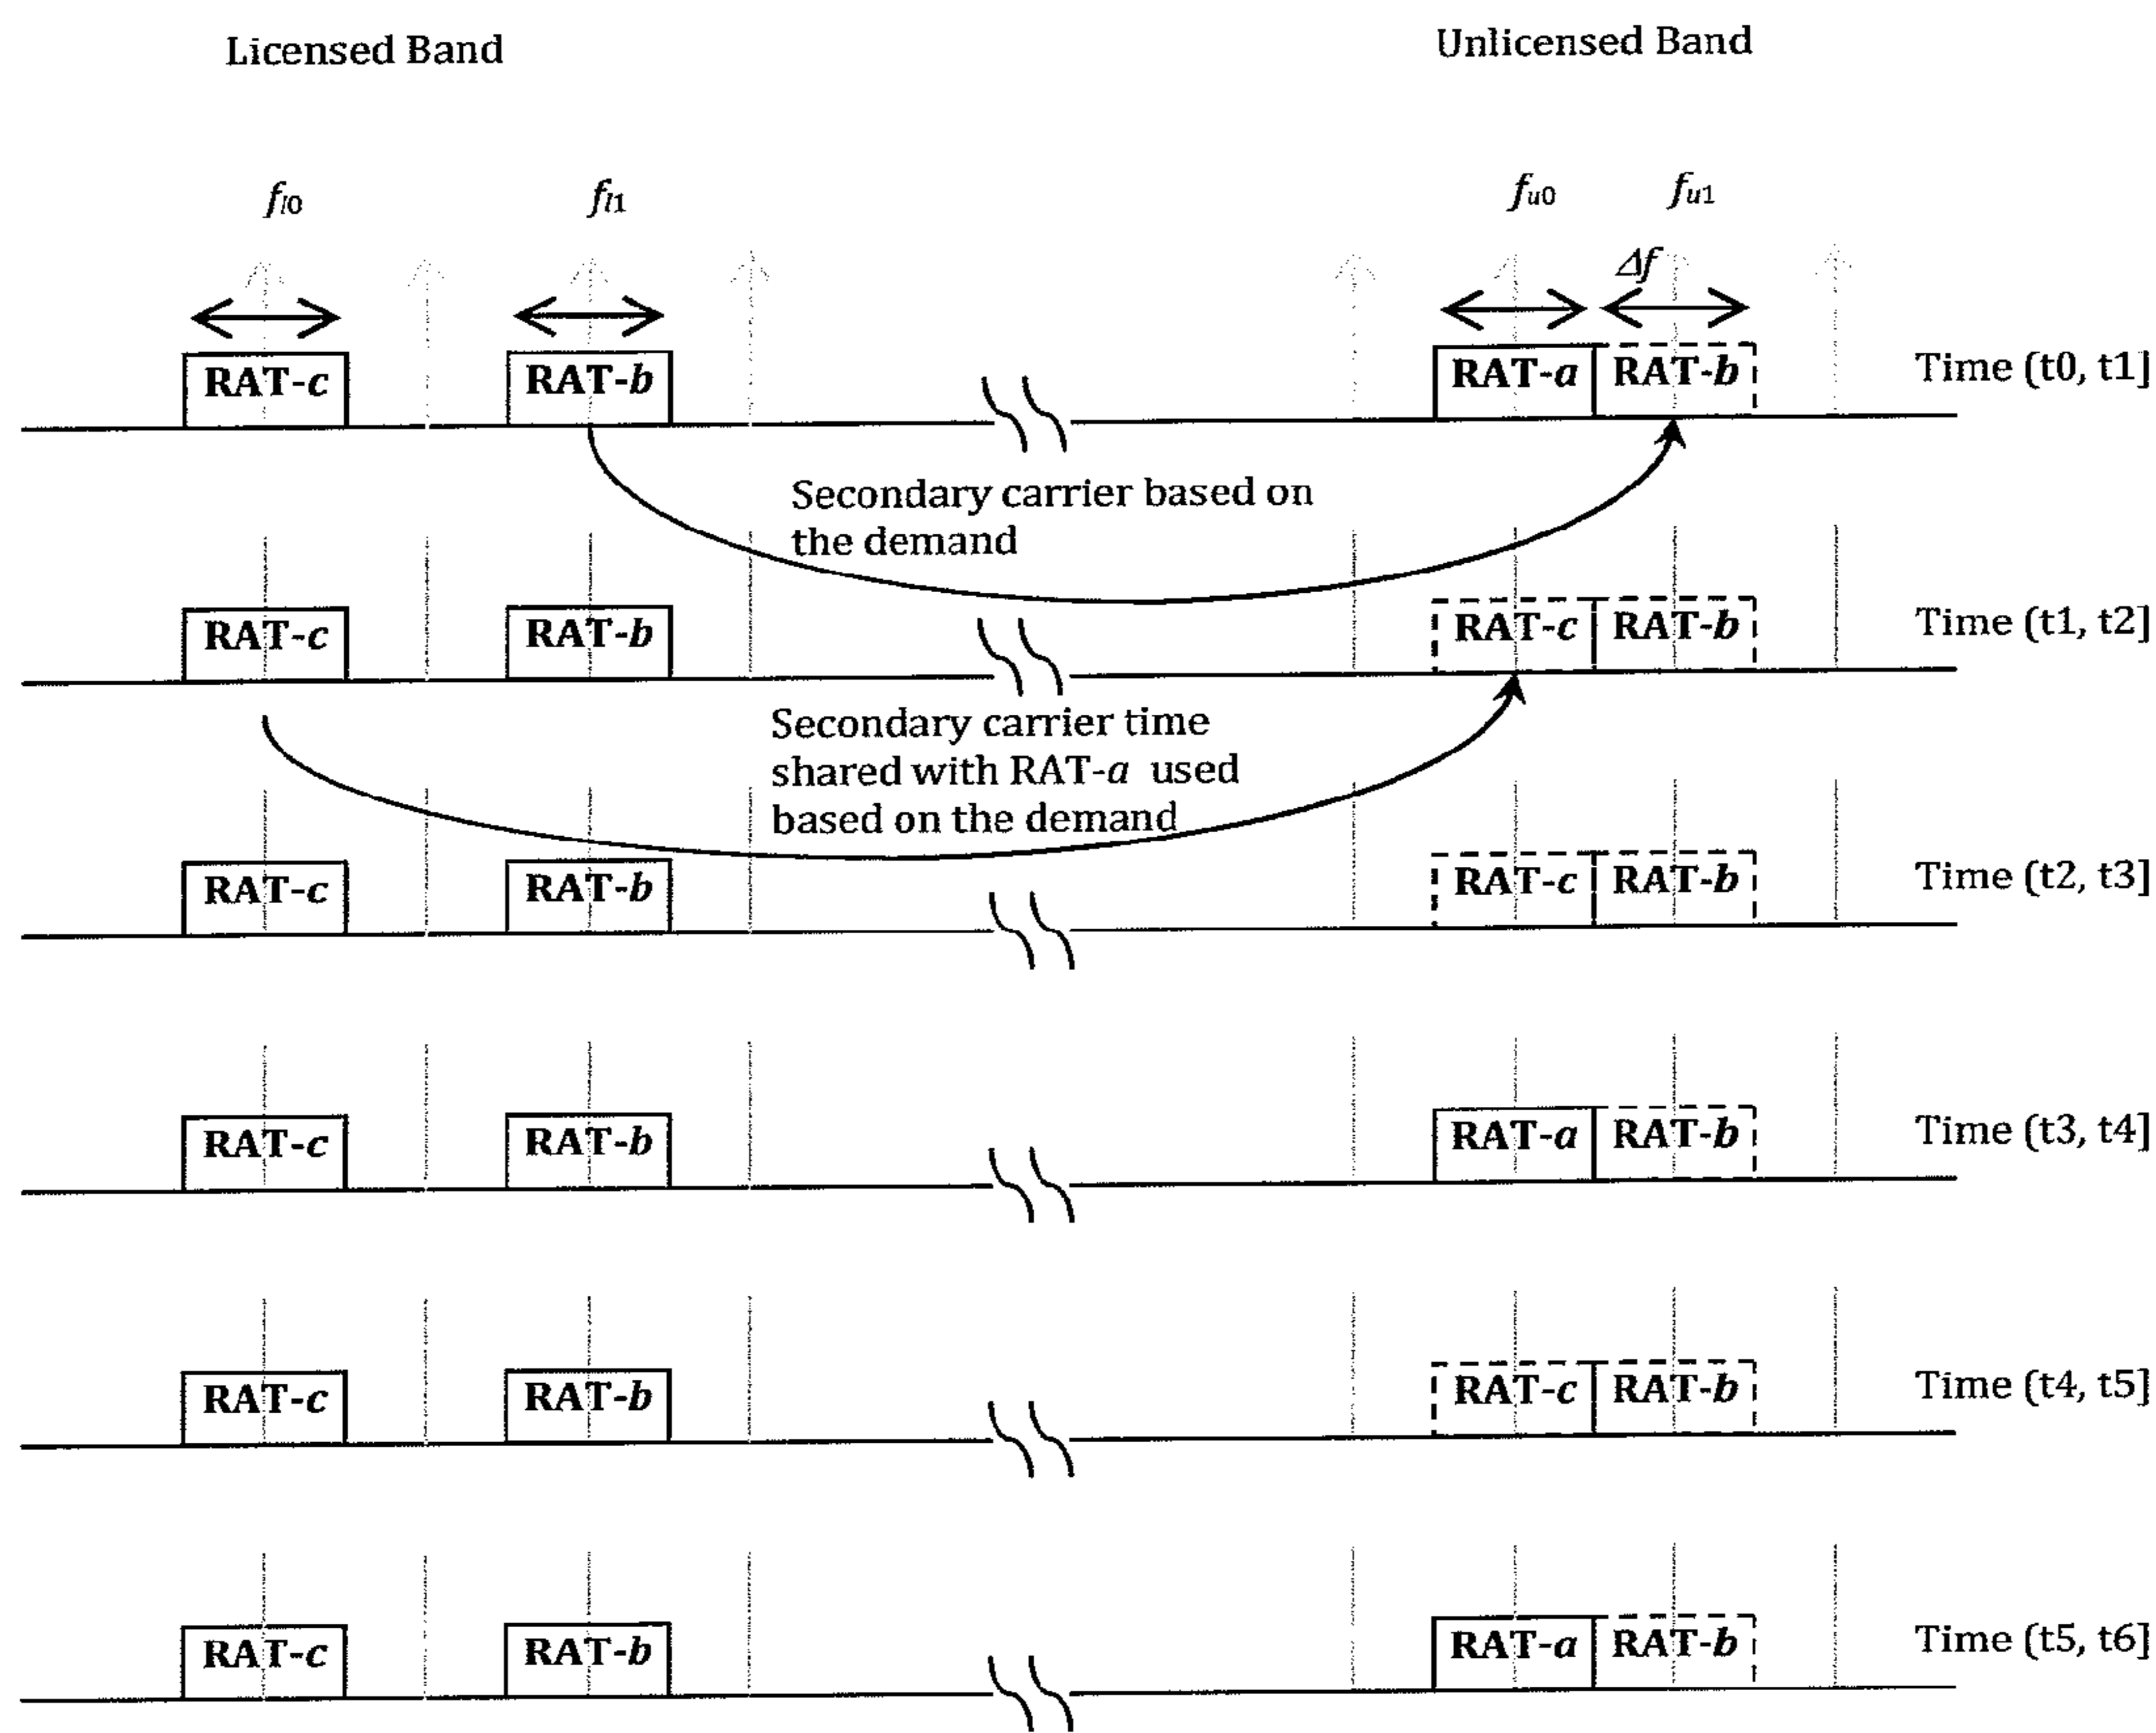 Licensed Band
Unlicensed Band
fl0
fl1
fu0
fu1
Δf
RAT-c
RAT-b
RAT-a
RAT-b
Time (t0, t1]
Secondary carrier based on
the demand
RAT-c
RAT-b
RAT-c
RAT-b
Time (t1, t2]
Secondary carrier time
shared with RAT-a used
based on the demand
RAT-c
RAT-b
RAT-c
RAT-b
Time (t2, t3]
RAT-c
RAT-b
RAT-a
RAT-b
Time (t3, t4]
RAT-c
RAT-b
RAT-c
RAT-b
Time (t4, t5]
RAT-c
RAT-b
RAT-a
RAT-b
Time (t5, t6]